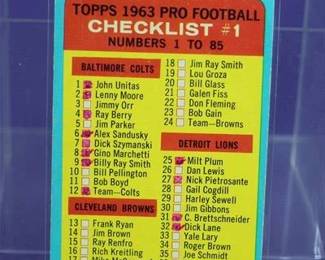 TOPPS 1963 PRO FOOTBALL
CHECKLIST #1
NUMBERS 1 TO 85
BALTIMORE COLTS
1 John Unitas
2 Lenny Moore
3 Jimmy Orr
4 Ray Berry
5 Jim Parker
6 Alex Sandusky
7 Dick Szymanski
8 Gino Marchetti
9 Billy Ray Smith
10 Bill Pellington
11 Bob Boyd
12 Team—Colts
CLEVELAND BROWNS
13 Frank Ryan
14 Jim Brown
15 Ray Renfro
16 Rich Kreitling
17 Mike McC
18 Jim Ray Smith
19 Lou Groza
20 Bill Glass
21 Galen Fiss
22 Don Fleming
23 Bob Gain
24 Team—Browns
DETROIT LIONS
25 Milt Plum
26 Dan Lewis
27 Nick Pietrosante
28 Gail Cogdill
29 Harley Sewell
30 Jim Gibbons
31 C. Brettschneider
32 Dick Lane
33 Yale Lary
34 Roger Brown
35 Joe Schmidt